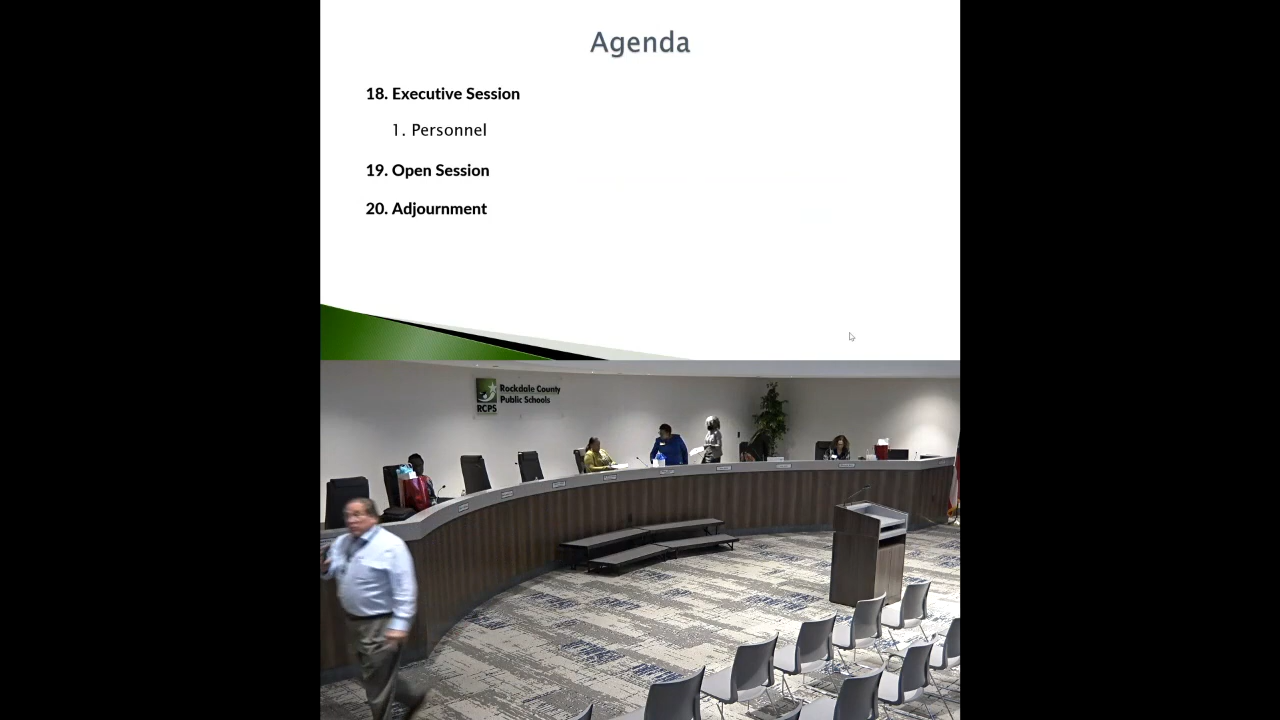 Agenda
18. Executive Session
1. Personnel
19. Open Session
20. Adjournment
Rockdale County
Public Schools
RCPS